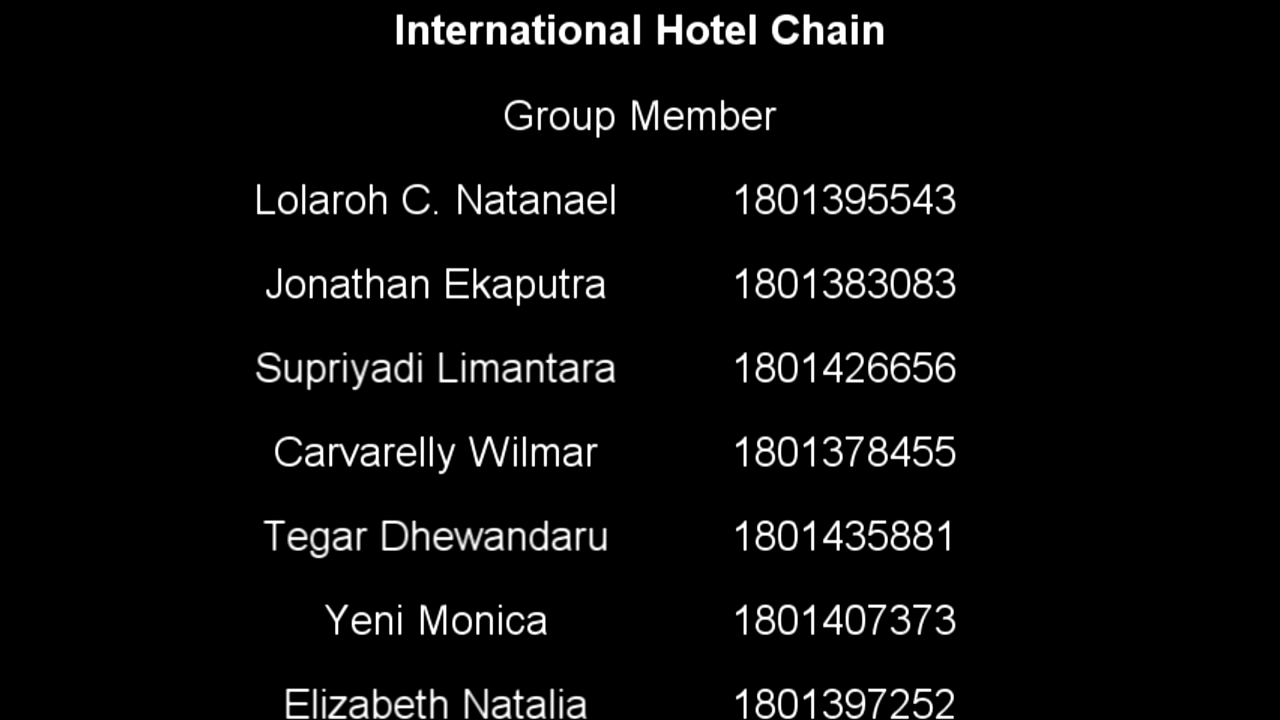 International Hotel Chain
Group Member
Lolaroh C. Natanael 1801395543
Jonathan Ekaputra 1801383083
Supriyadi Limantara 1801426656
Carvarelly Wilmar 1801378455
Tegar Dhewandaru 1801435881
Yeni Monica 1801407373
Elizabeth Natalia 1801397252